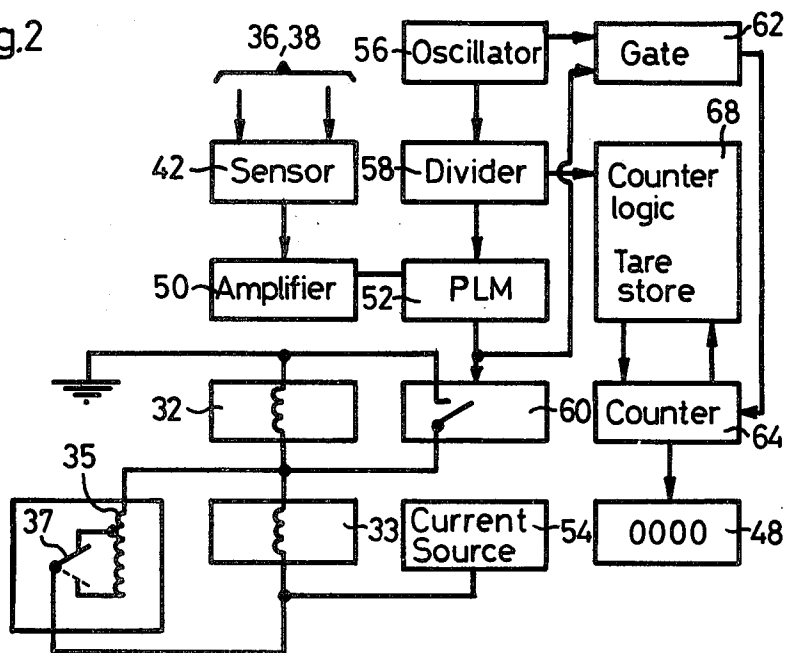 g.2
36,38
56
Oscillator
Gate
62
42
Sensor
58
Divider
68
Counter
logic
Tare
store
50
Amplifier
52
PLM
32
60
Counter
64
35
37
33
Current
Source
54
0000
48